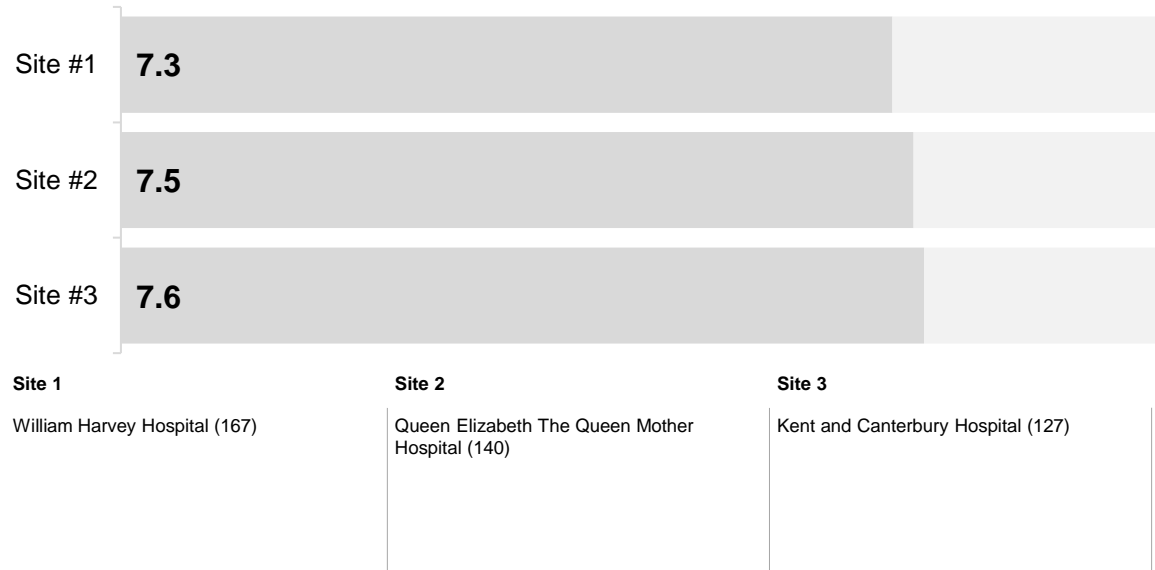 Site #1 7.3
Site #2 7.5
Site #3 7.6
Site 1 Site 2 Site 3
William Harvey Hospital (167)
Queen Elizabeth The Queen Mother
Hospital (140)
Kent and Canterbury Hospital (127)